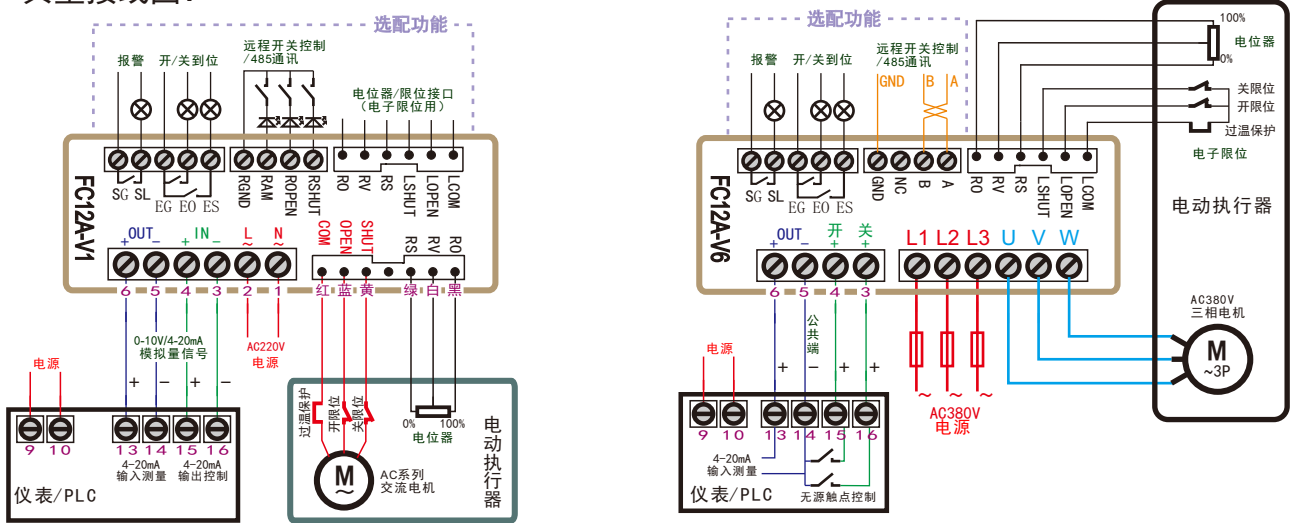 选配功能
报警 开/关到位
远程开关控制
/485通讯
电位器/限位接口
(电子限位用)
SG SL
EG EO ES
RGND RAM ROPEN RSHUT
RO RV RS LSHUT LOPEN LCOM
FC12A-V1
OUT IN L N
+ - + - ~ ~
COM OPEN SHUT RS RV RO
6 5 4 3 2 1 红 蓝 黄 绿 白 黑
0-10V/4-20mA
模拟量信号
AC220V
电源
电源
+ - + -
9 10 13 14 15 16
4-20mA
输入测量
4-20mA
输出控制
仪表/PLC
过温保护
开限位
关限位
0% 100%
电位器
M
~
AC系列
交流电机
电动执行器
选配功能
报警 开/关到位
远程开关控制
/485通讯
GND B A
100%
电位器
0%
关限位
开限位
过温保护
电子限位
SG SL
EG EO ES
GND NC B A
RO RV RS LSHUT LOPEN LCOM
FC12A-V6
OUT 开 关
+ - + +
L1 L2 L3 U V W
6 5 4 3
公共端
电动执行器
AC380V
三相电机
M
~3P
电源
+ - + +
~ ~ ~
AC380V
电源
9 10 13 14 15 16
4-20mA
输入测量
仪表/PLC
无源触点控制